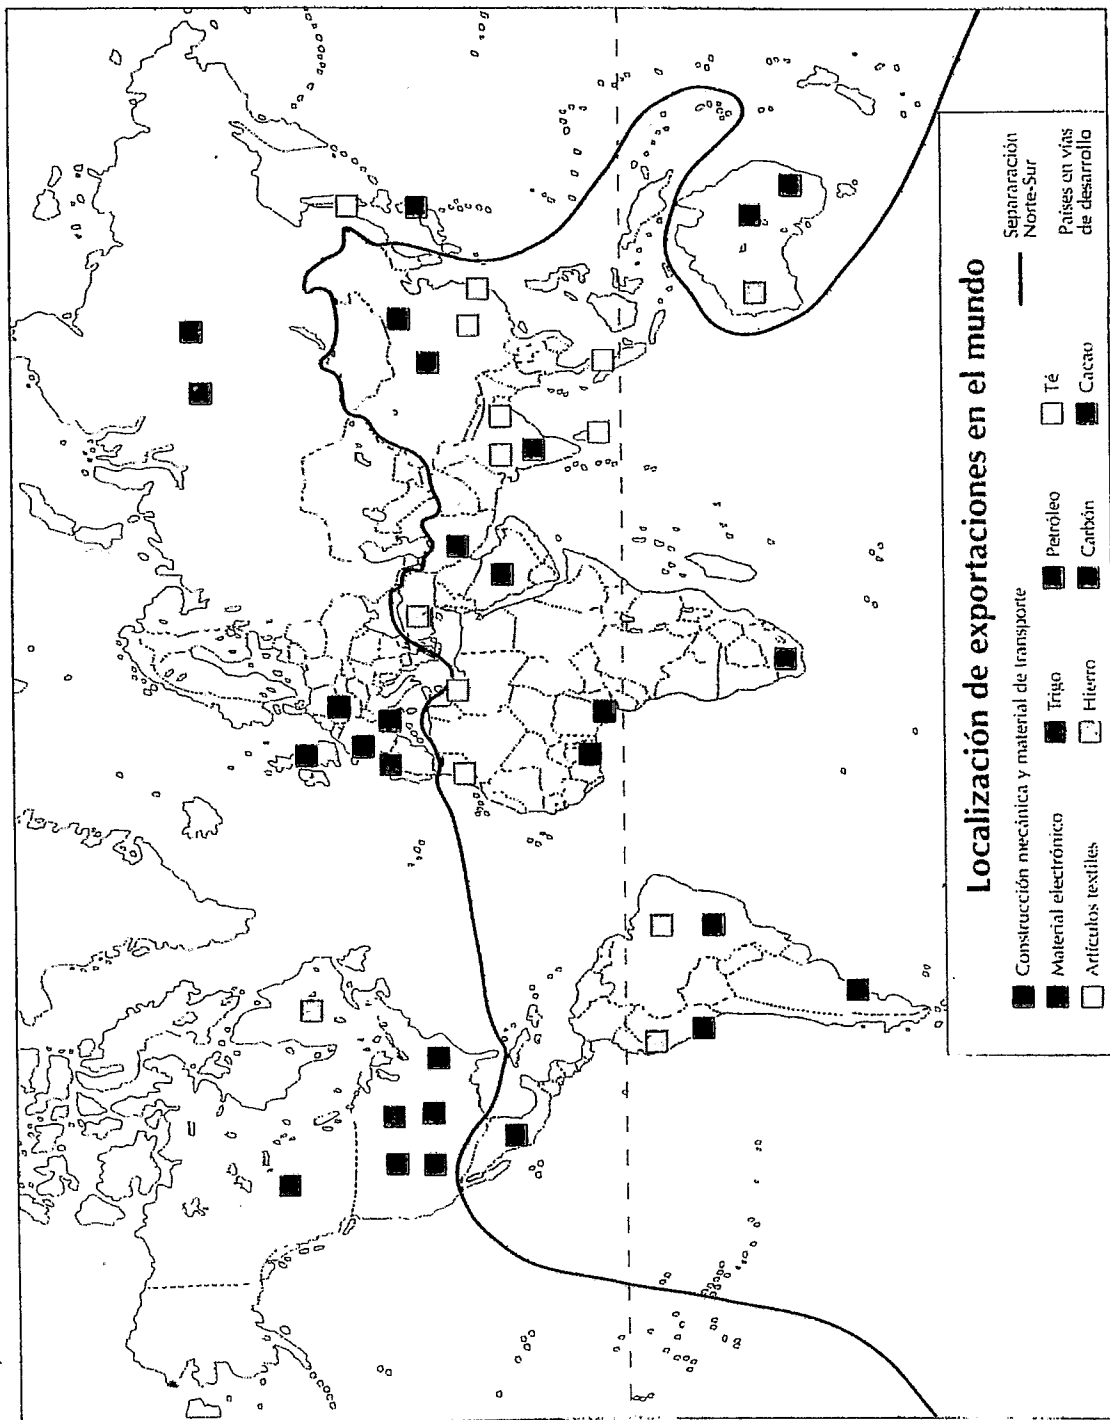 Localización de exportaciones en el mundo
Construcción mecánica y material de transporte
Material electrónico
Artículos textiles
Trigo
Hierro
Petróleo
Carbón
Té
Cacao
Separaración
Norte-Sur
Países en vías
de desarrollo